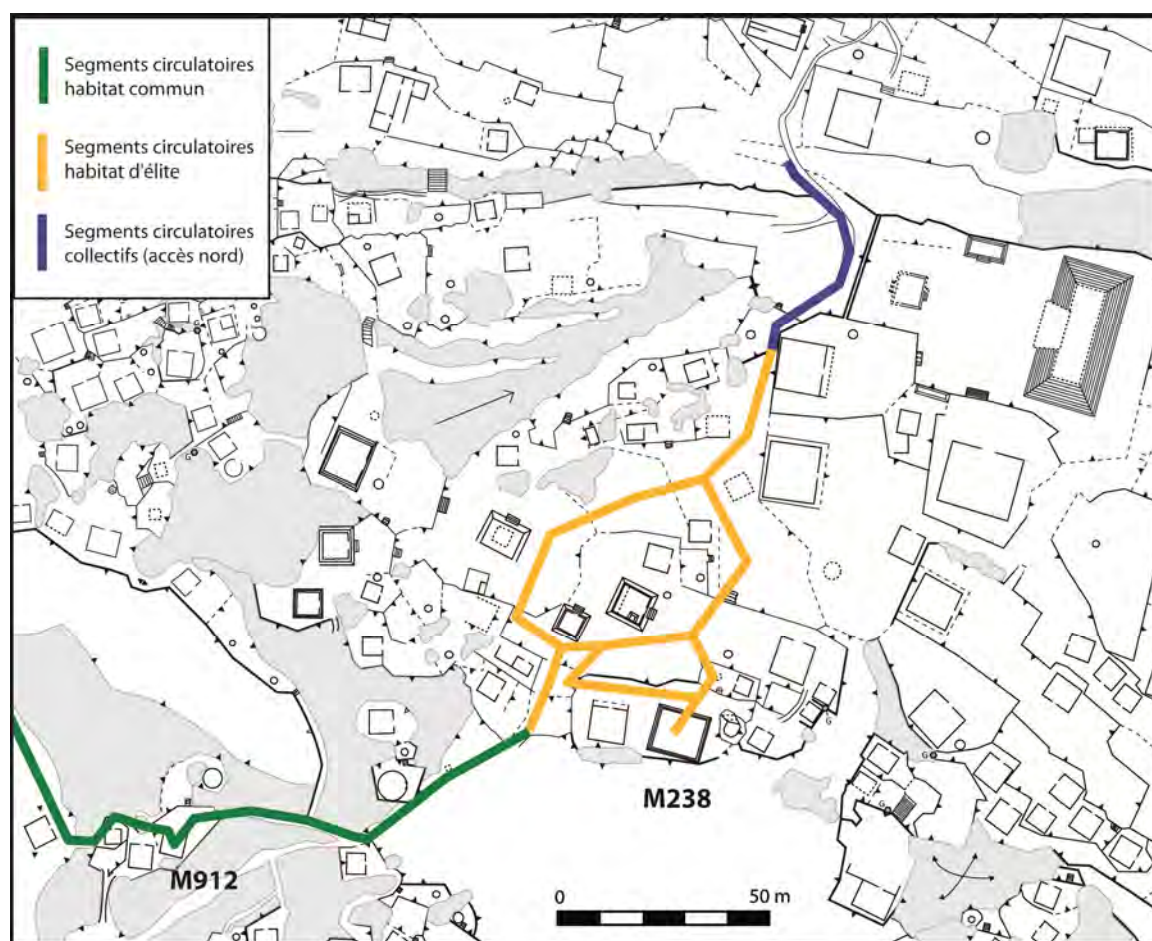 Segments circulatoires
habitat commun
Segments circulatoires
habitat d'élite
Segments circulatoires
collectifs (accès nord)
G
G
G
G
G
M238
M912
0
50 m